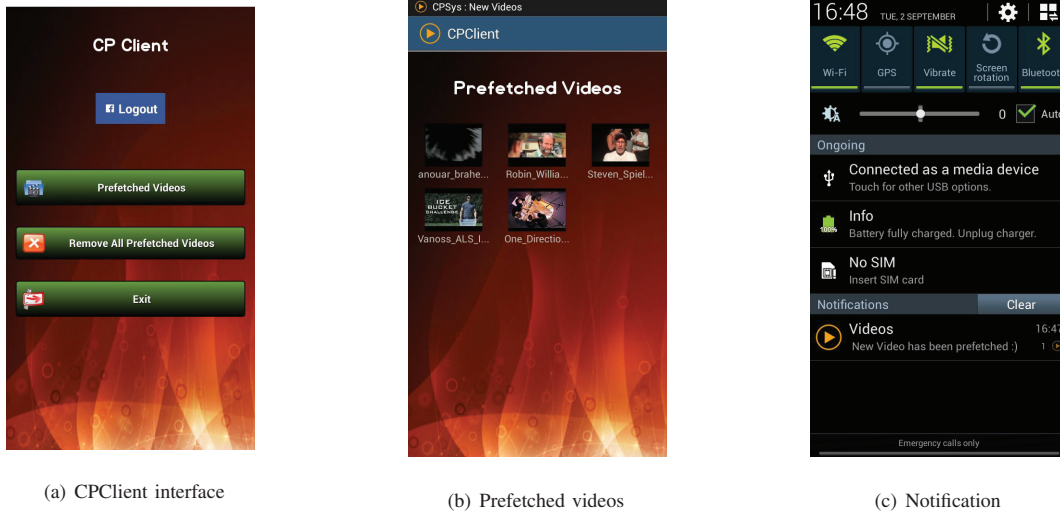 CP Client
Logout
Prefetched Videos
Remove All Prefetched Videos
Exit
(a) CPClient interface
CPSys : New Videos
CPClient
Prefetched Videos
anouar_brahe...
Robin_Willia...
Steven_Spiel...
ICE
BUCKET
CHALLENGE
Vanoss_ALS_I...
One_Directio...
(b) Prefetched videos
16:48 TUE, 2 SEPTEMBER
Wi-Fi
GPS
Vibrate
Screen
rotation
Bluetoot
0 Auto
Ongoing
Connected as a media device
Touch for other USB options.
100%
Info
Battery fully charged. Unplug charger.
No SIM
Insert SIM card
Notifications Clear
Videos 16:47
New Video has been prefetched :) 1
Emergency calls only
(c) Notification